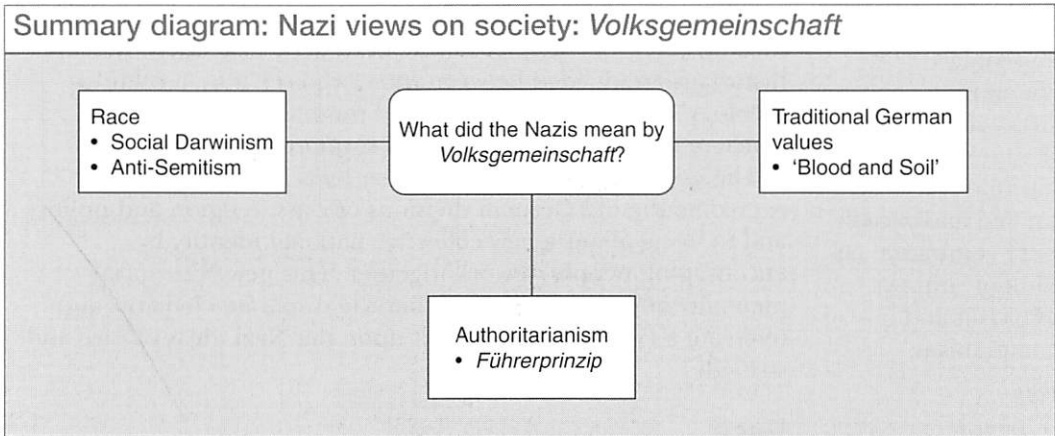 Summary diagram: Nazi views on society: Volksgemeinschaft
Race
• Social Darwinism
• Anti-Semitism
What did the Nazis mean by
Volksgemeinschaft?
Traditional German
values
• 'Blood and Soil'
Authoritarianism
• Führerprinzip